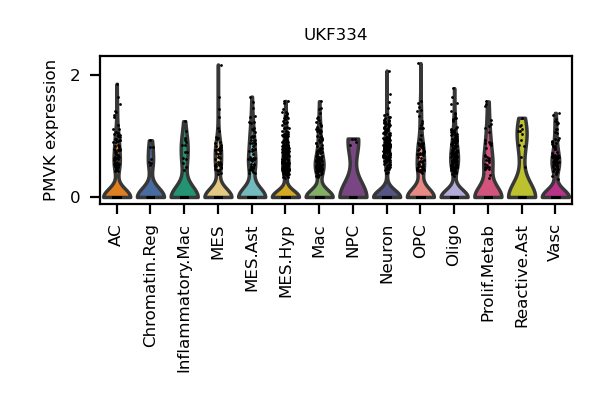 UKF334
PMVK expression
2
0
AC
Chromatin.Reg
Inflammatory.Mac
MES
MES.Ast
MES.Hyp
Mac
NPC
Neuron
OPC
Oligo
Prolif.Metab
Reactive.Ast
Vasc